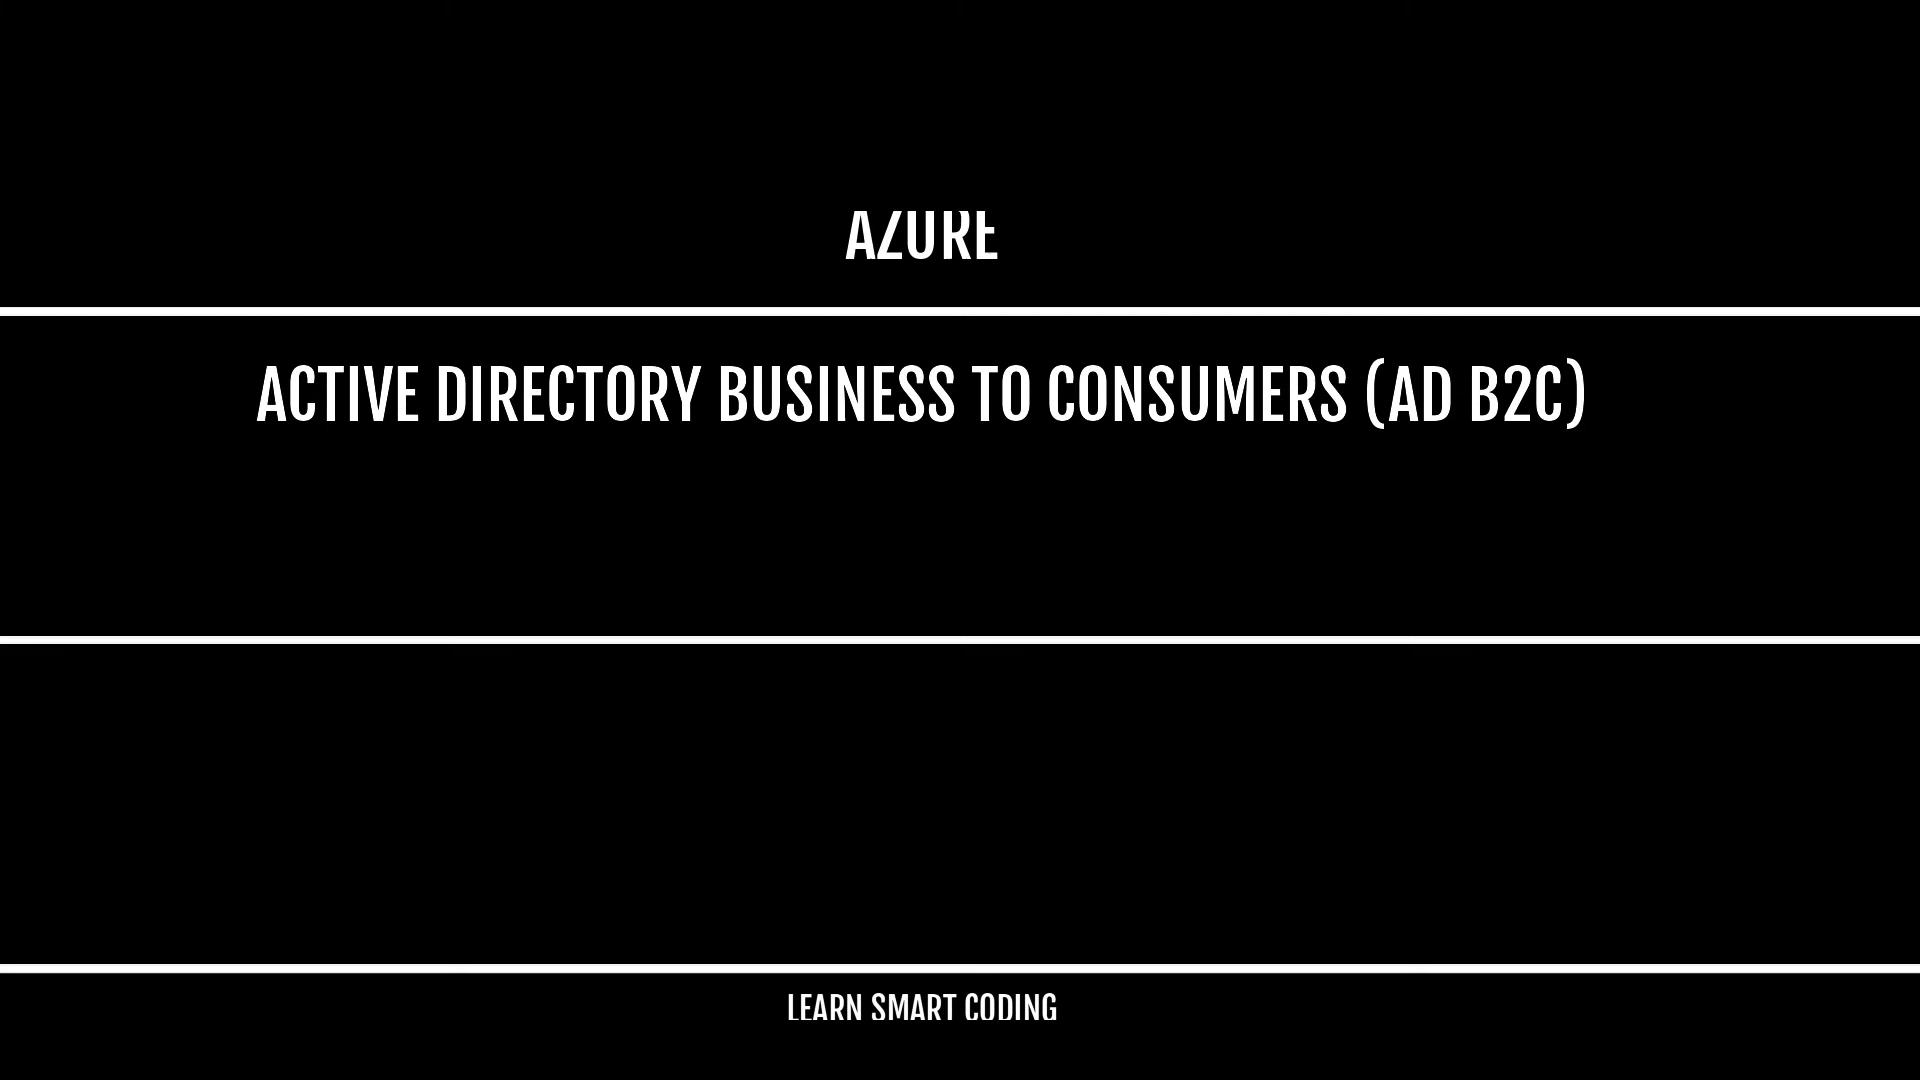 AZURE
ACTIVE DIRECTORY BUSINESS TO CONSUMERS (AD B2C)
LEARN SMART CODING